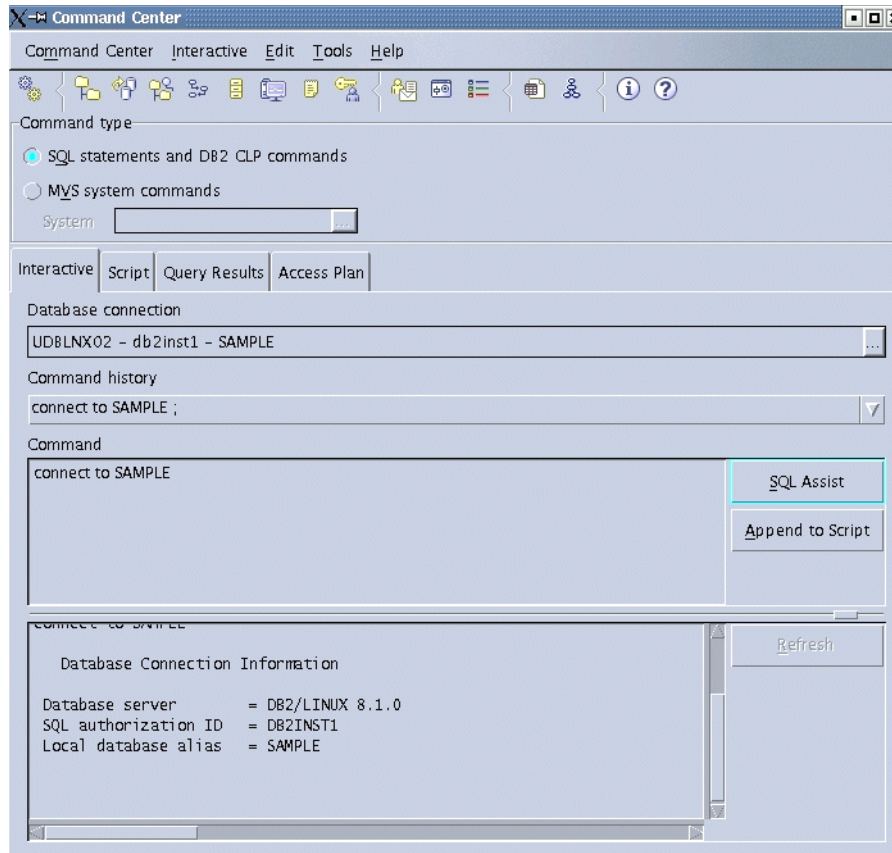 Command Center
Command Center Interactive Edit Tools Help
Command type
SQL statements and DB2 CLP commands
MVS system commands
System ...
Interactive Script Query Results Access Plan
Database connection
UDBLNX02 - db2inst1 - SAMPLE ...
Command history
connect to SAMPLE ;
Command
connect to SAMPLE
SQL Assist
Append to Script
connect to SAMPLE
Refresh
Database Connection Information
Database server = DB2/LINUX 8.1.0
SQL authorization ID = DB2INST1
Local database alias = SAMPLE